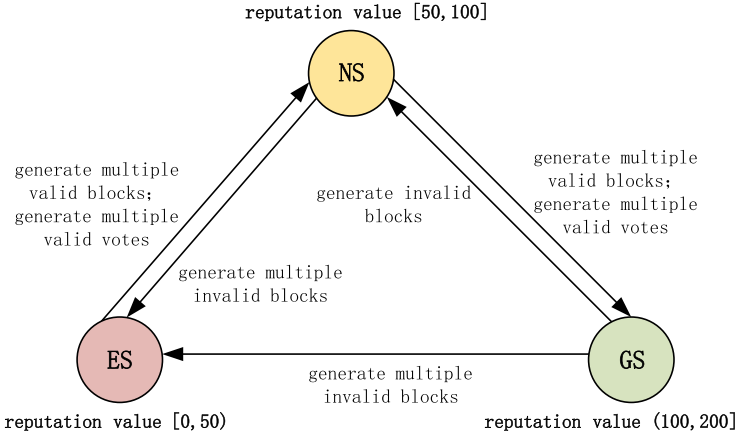 reputation value [50,100]
NS
generate multiple
valid blocks;
generate multiple
valid votes
generate multiple
valid blocks;
generate multiple
valid votes
generate invalid
blocks
generate multiple
invalid blocks
ES
GS
generate multiple
invalid blocks
reputation value [0,50)
reputation value (100,200]